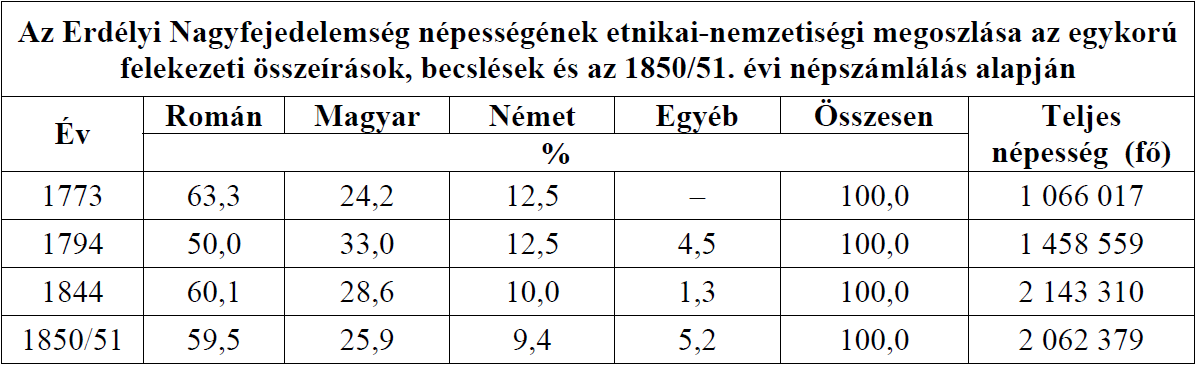 Az Erdélyi Nagyfejedelemség népességének etnikai-nemzetiségi megoszlása az egykorú
felekezeti összeírások, becslések és az 1850/51. évi népszámlálás alapján
Év Román Magyar Német Egyéb Összesen Teljes
népesség (fő)
%
1773 63,3 24,2 12,5 – 100,0 1 066 017
1794 50,0 33,0 12,5 4,5 100,0 1 458 559
1844 60,1 28,6 10,0 1,3 100,0 2 143 310
1850/51 59,5 25,9 9,4 5,2 100,0 2 062 379